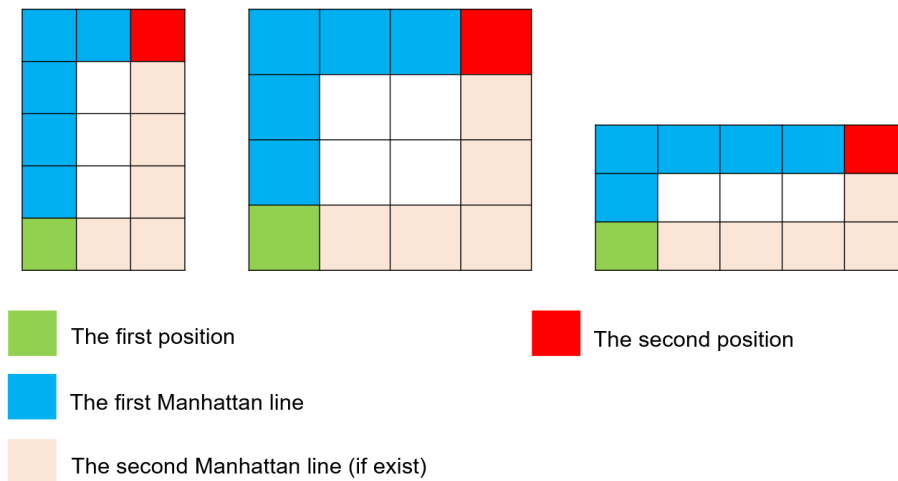 The first position
The second position
The first Manhattan line
The second Manhattan line (if exist)